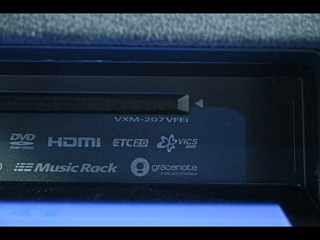 VXM-207VFEi
DVD HDMI ETC2.0 VICS
Music Rack gracenote